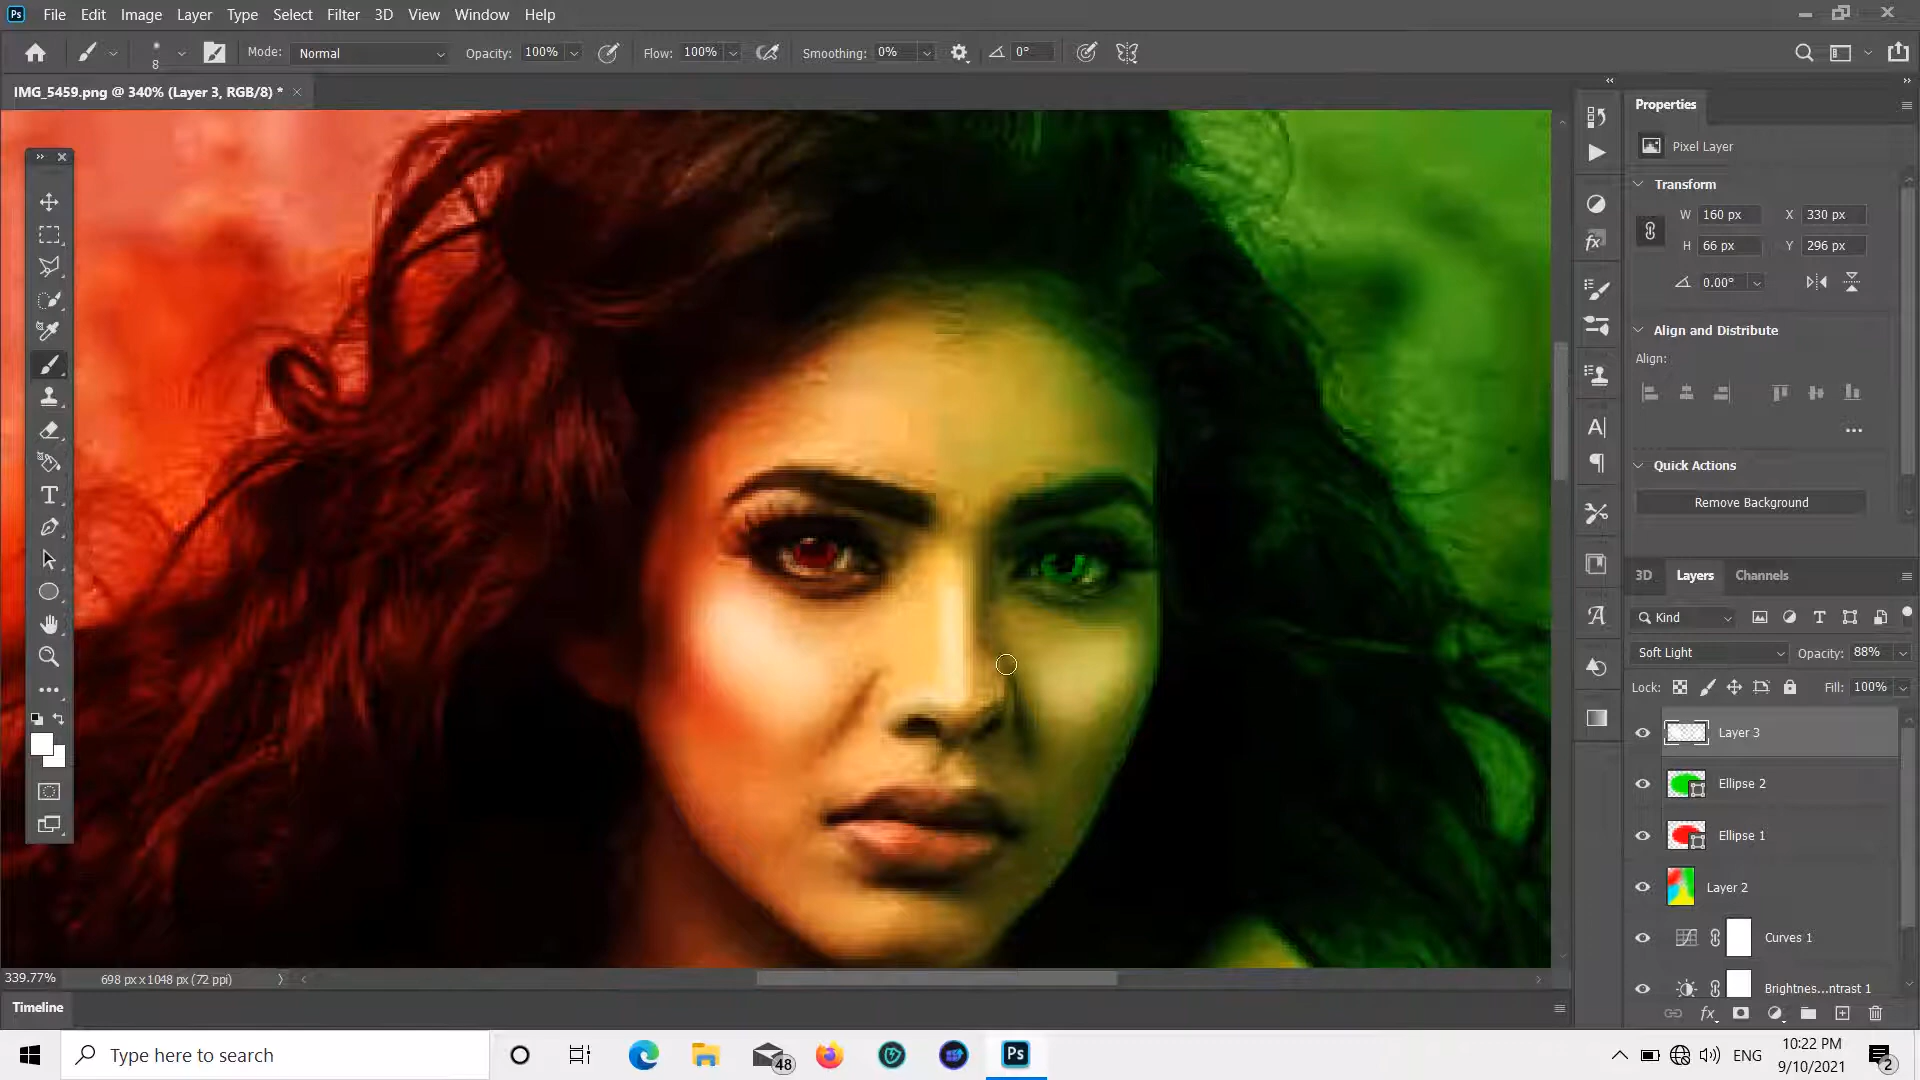 Ps File Edit Image Layer Type Select Filter 3D View Window Help
8 Mode: Normal Opacity: 100% Flow: 100% Smoothing: 0% 0°
IMG_5459.png @ 340% (Layer 3, RGB/8) *
Properties
Pixel Layer
Transform
W 160 px X 330 px
H 66 px Y 296 px
0.00°
Align and Distribute
Align:
Quick Actions
Remove Background
3D Layers Channels
Kind
Soft Light Opacity: 88%
Lock: Fill: 100%
Layer 3
Ellipse 2
Ellipse 1
Layer 2
Curves 1
Brightnes...ntrast 1
339.77% 698 px x 1048 px (72 ppi)
Timeline
Type here to search
48
Ps
ENG
10:22 PM
9/10/2021
2